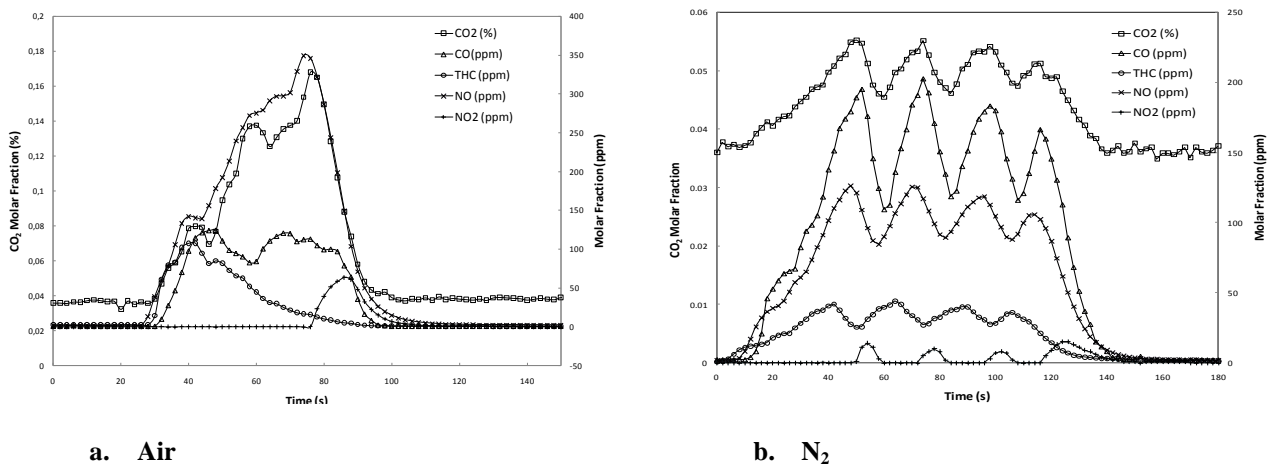 0,2
0,18
0,16
0,14
0,12
0,1
0,08
0,06
0,04
0,02
0
CO₂ Molar Fraction (%)
400
350
300
250
200
150
100
50
0
-50
Molar Fraction (ppm)
CO2 (%)
CO(ppm)
THC (ppm)
NO (ppm)
NO2 (ppm)
0 20 40 60 80 100 120 140
Time (s)
a. Air
0.06
0.05
0.04
0.03
0.02
0.01
0
CO₂ Molar Fraction
250
200
150
100
50
0
Molar Fraction (ppm)
CO2 (%)
CO (ppm)
THC (ppm)
NO (ppm)
NO2 (ppm)
0 20 40 60 80 100 120 140 160 180
Time (s)
b. N₂